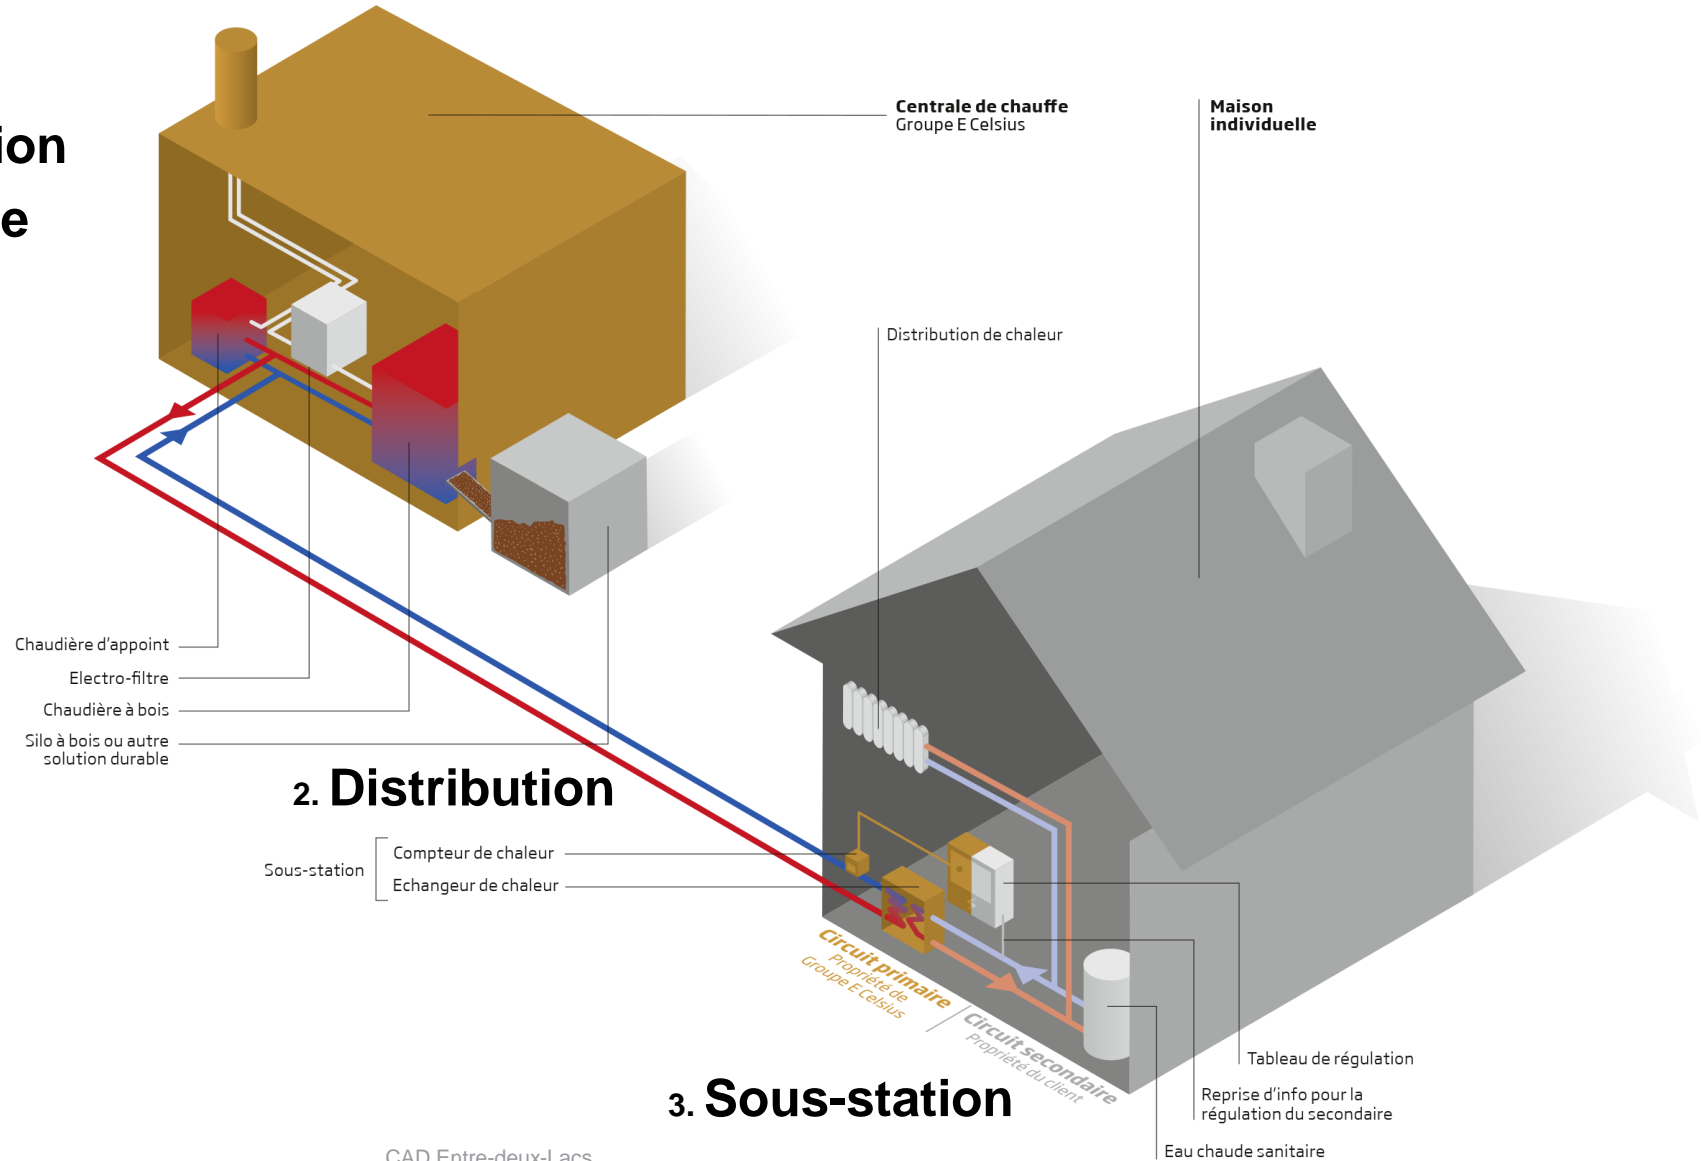 ion
e
Centrale de chauffe
Groupe E Celsius
Maison
individuelle
Distribution de chaleur
Chaudière d'appoint
Electro-filtre
Chaudière à bois
Silo à bois ou autre
solution durable
2. Distribution
Sous-station
Compteur de chaleur
Echangeur de chaleur
Circuit primaire
Propriété de
Groupe E Celsius
Circuit secondaire
Propriété du client
Tableau de régulation
Reprise d'info pour la
régulation du secondaire
Eau chaude sanitaire
3. Sous-station
CAD Entre-deux-Lacs